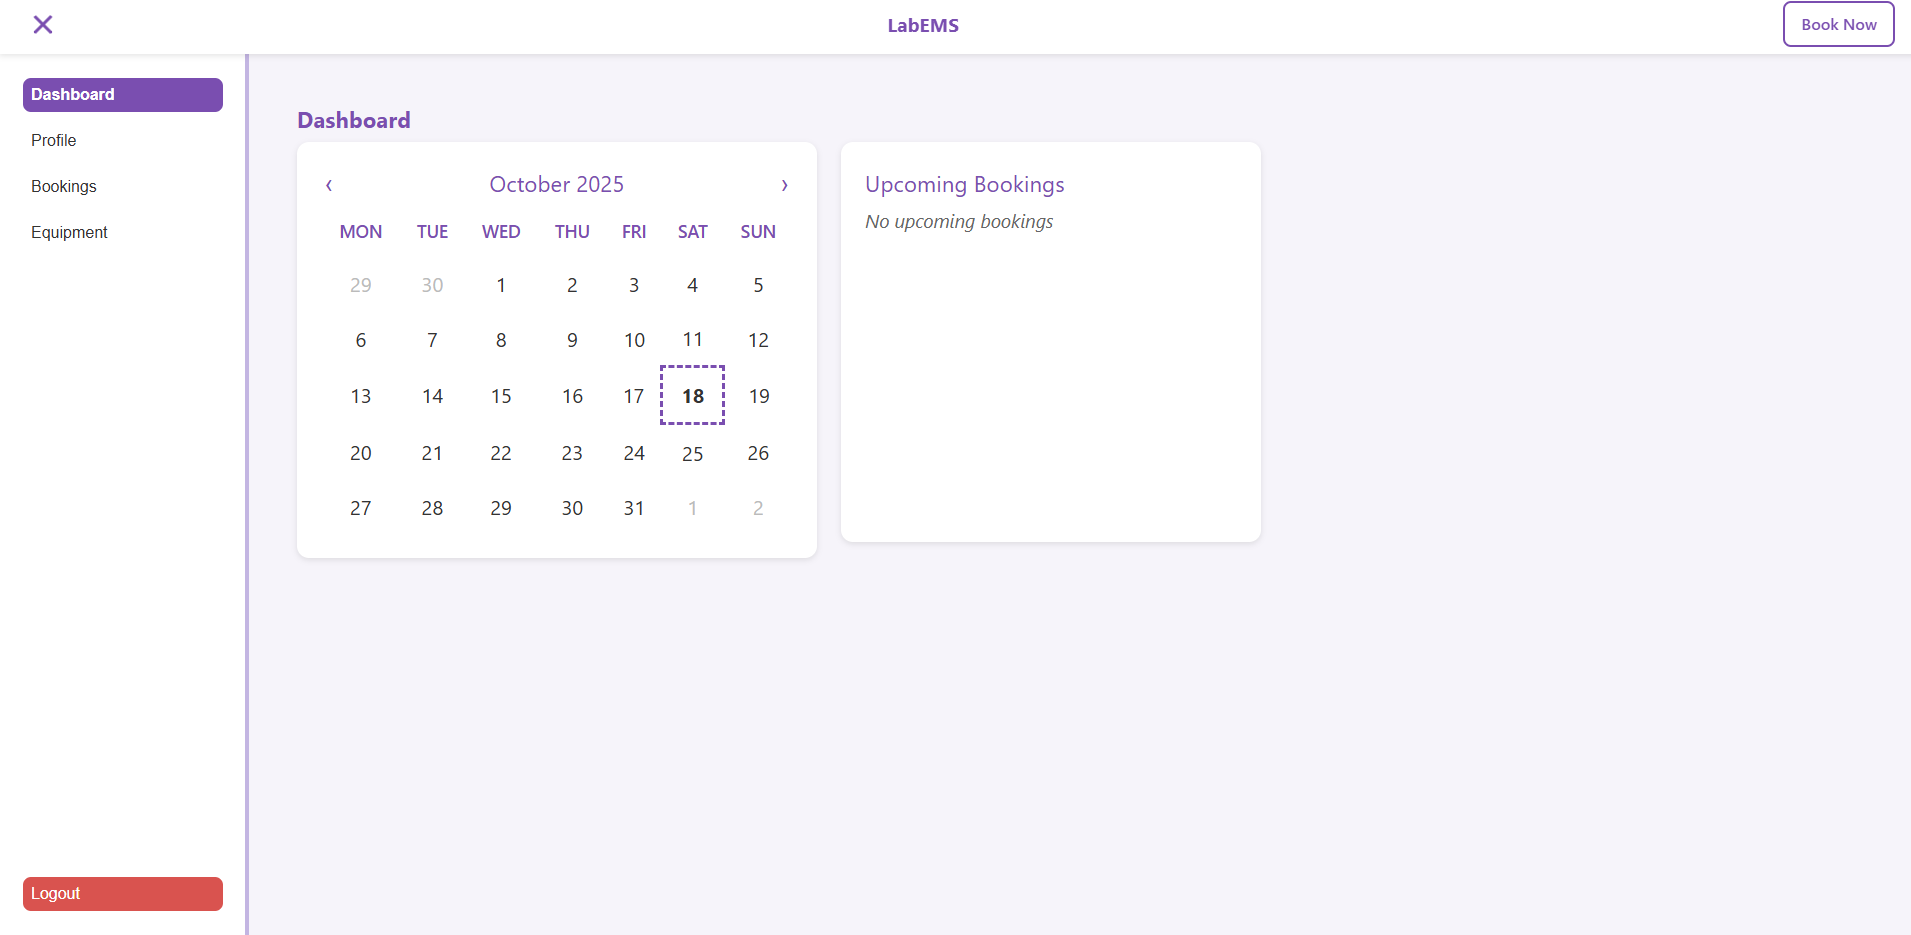 LabEMS
Book Now
Dashboard
Profile
Bookings
Equipment
Logout
Dashboard
‹ October 2025 ›
MON TUE WED THU FRI SAT SUN
29 30 1 2 3 4 5
6 7 8 9 10 11 12
13 14 15 16 17 18 19
20 21 22 23 24 25 26
27 28 29 30 31 1 2
Upcoming Bookings
No upcoming bookings